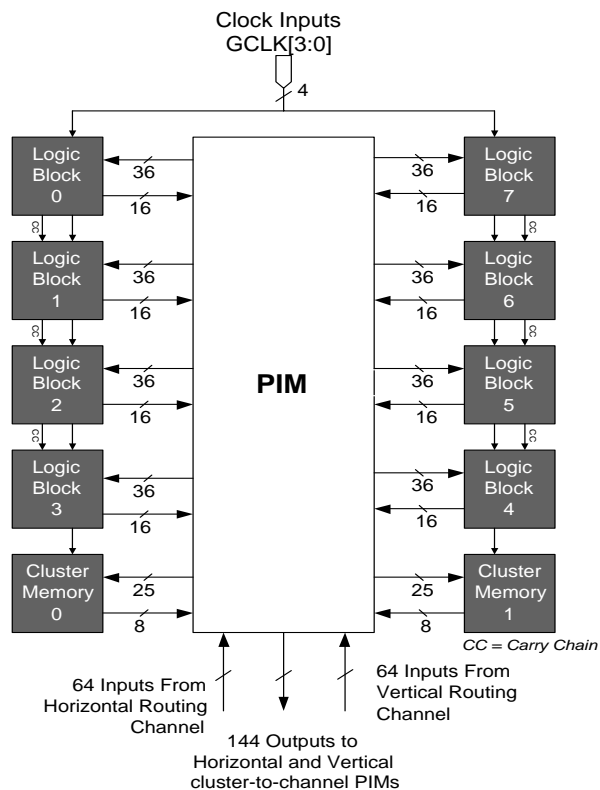 Clock Inputs
GCLK[3:0]
4
Logic
Block
0
36
16
36
16
Logic
Block
7
CC
CC
Logic
Block
1
36
16
36
16
Logic
Block
6
CC
CC
Logic
Block
2
36
16
PIM
36
16
Logic
Block
5
CC
CC
Logic
Block
3
36
16
36
16
Logic
Block
4
Cluster
Memory
0
25
8
25
8
Cluster
Memory
1
CC = Carry Chain
64 Inputs From
Horizontal Routing
Channel
64 Inputs From
Vertical Routing
Channel
144 Outputs to
Horizontal and Vertical
cluster-to-channel PIMs